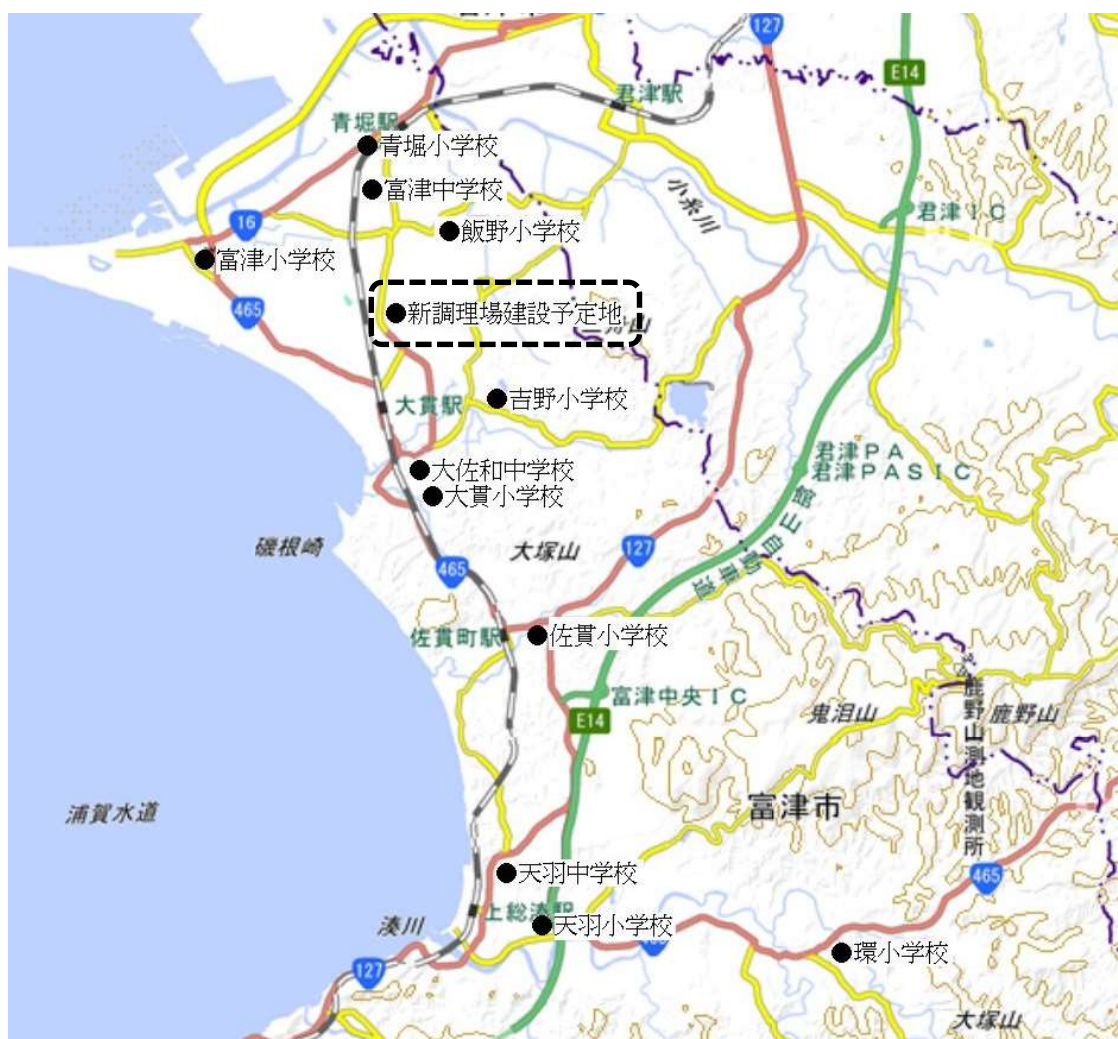 127
E14
君津駅
青堀駅
青堀小学校
富津中学校
小糸川
君津IC
16
飯野小学校
富津小学校
465
新調理場建設予定地
大貫駅
吉野小学校
君津PA
君津PASIC
大佐和中学校
大貫小学校
館山自動車道
磯根崎
大塚山
127
465
佐貫町駅
佐貫小学校
富津中央IC
E14
鬼泪山
鹿野山
鹿野山測地観測所
浦賀水道
富津市
天羽中学校
465
上総湊駅
湊川
天羽小学校
465
環小学校
127
大塚山